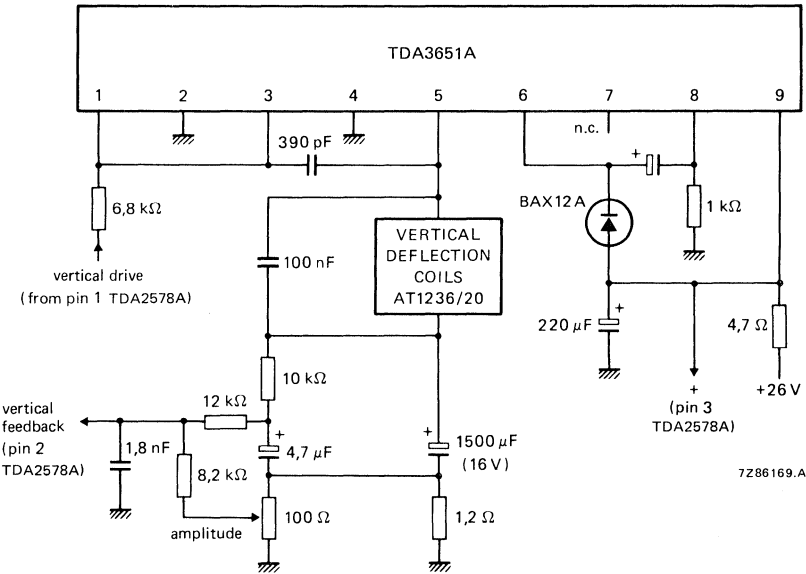 TDA3651A
1 2 3 4 5 6 7 8 9
n.c.
390 pF
+
6,8 kΩ
BAX12A
1 kΩ
VERTICAL
DEFLECTION
COILS
AT1236/20
100 nF
vertical drive
(from pin 1 TDA2578A)
+
220 µF
4,7 Ω
10 kΩ
+
(pin 3
TDA2578A)
+26 V
12 kΩ
vertical
feedback
(pin 2
TDA2578A)
1,8 nF
+
4,7 µF
+
1500 µF
(16 V)
8,2 kΩ
7Z86169.A
amplitude
100 Ω
1,2 Ω